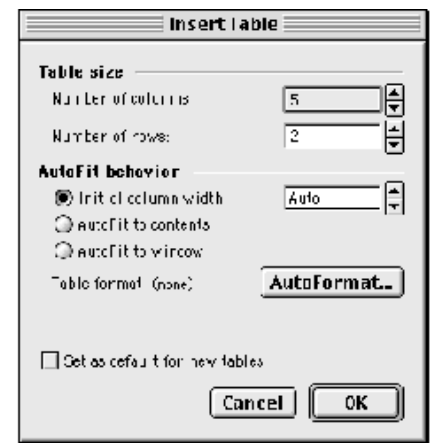 Insert Table
Table size
Number of columns 5
Number of rows: 2
AutoFit behavior
Initial column width Auto
AutoFit to contents
AutoFit to window
Table format (none) AutoFormat...
Set as default for new tables
Cancel OK